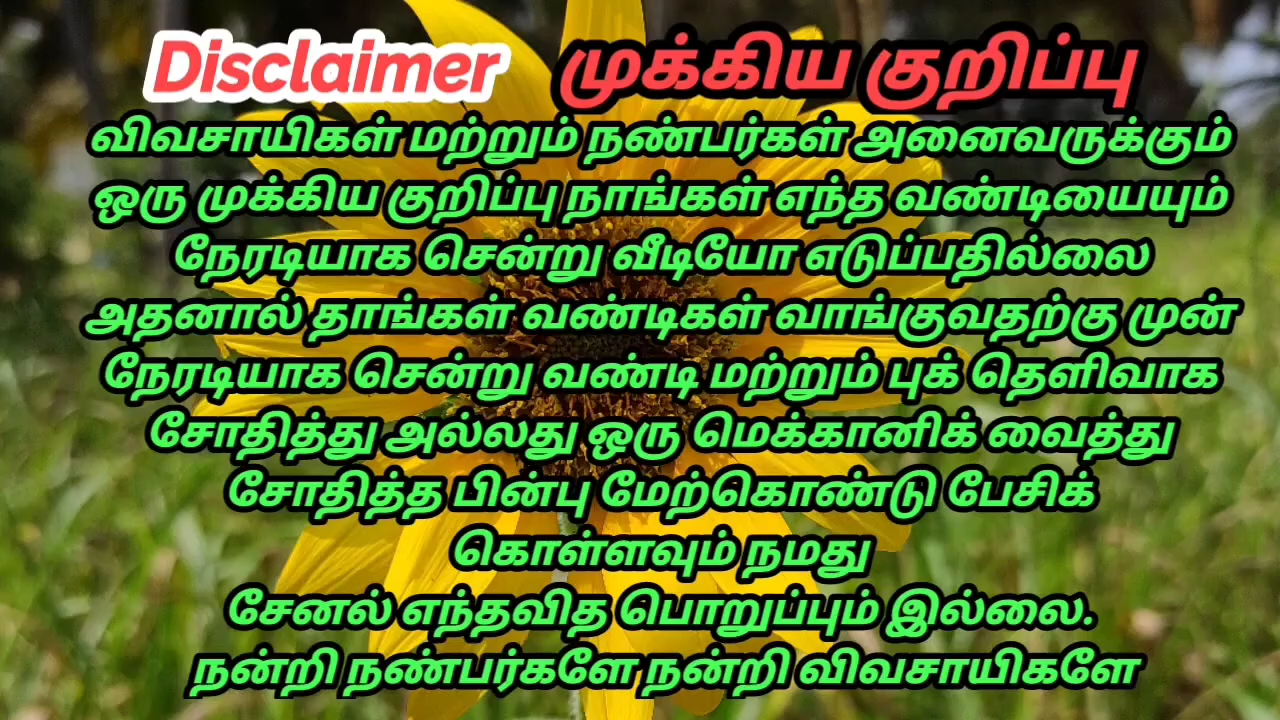 Disclaimer முக்கிய குறிப்பு
விவசாயிகள் மற்றும் நண்பர்கள் அனைவருக்கும்
ஒரு முக்கிய குறிப்பு நாங்கள் எந்த வண்டியையும்
நேரடியாக சென்று வீடியோ எடுப்பதில்லை
அதனால் தாங்கள் வண்டிகள் வாங்குவதற்கு முன்
நேரடியாக சென்று வண்டி மற்றும் புக் தெளிவாக
சோதித்து அல்லது ஒரு மெக்கானிக் வைத்து
சோதித்த பின்பு மேற்கொண்டு பேசிக்
கொள்ளவும் நமது
சேனல் எந்தவித பொறுப்பும் இல்லை.
நன்றி நண்பர்களே நன்றி விவசாயிகளே